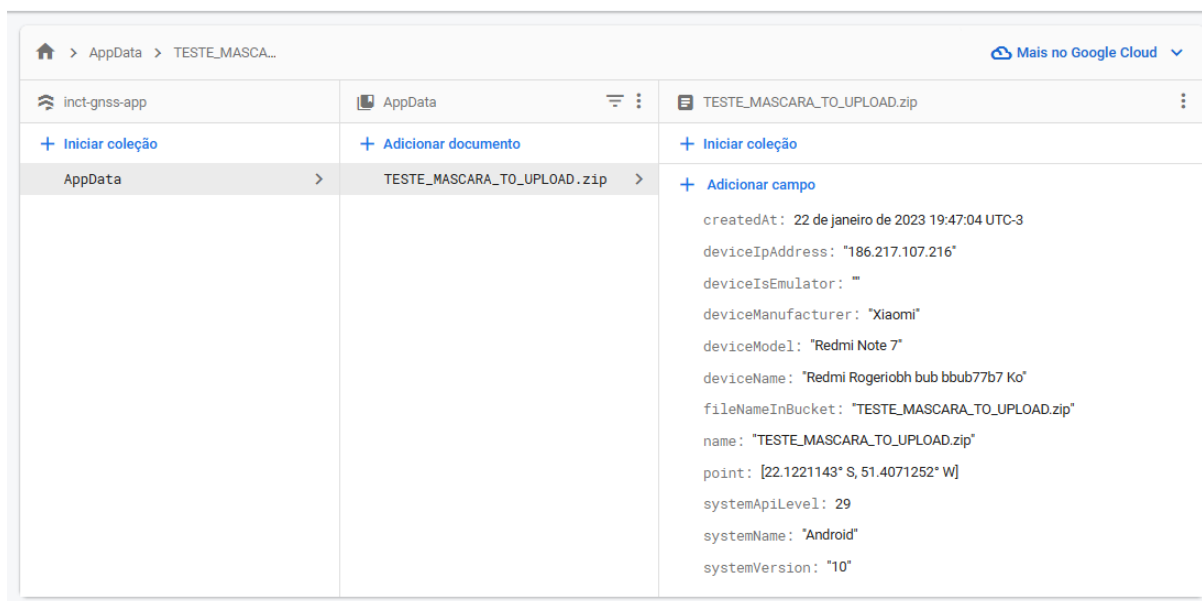 AppData > TESTE_MASCA...
Mais no Google Cloud
inct-gnss-app
AppData
TESTE_MASCARA_TO_UPLOAD.zip
+ Iniciar coleção
+ Adicionar documento
+ Iniciar coleção
AppData
TESTE_MASCARA_TO_UPLOAD.zip
+ Adicionar campo
createdAt: 22 de janeiro de 2023 19:47:04 UTC-3
deviceIpAddress: "186.217.107.216"
deviceIsEmulator: ""
deviceManufacturer: "Xiaomi"
deviceModel: "Redmi Note 7"
deviceName: "Redmi Rogeriobh bub bbub77b7 Ko"
fileNameInBucket: "TESTE_MASCARA_TO_UPLOAD.zip"
name: "TESTE_MASCARA_TO_UPLOAD.zip"
point: [22.1221143° S, 51.4071252° W]
systemApiLevel: 29
systemName: "Android"
systemVersion: "10"